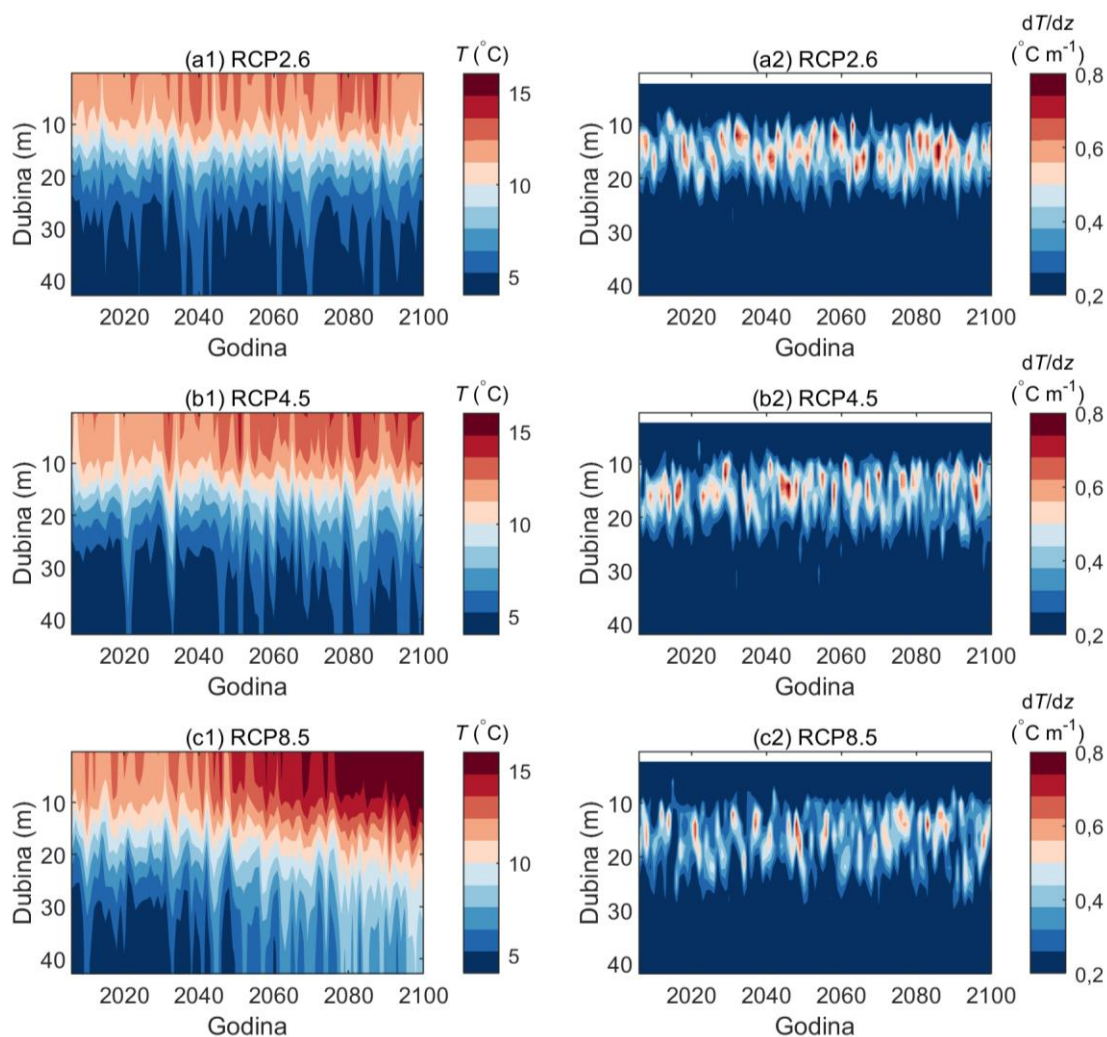 dT/dz
(a1) RCP2.6 T (°C) (a2) RCP2.6 (°C m-1)
15 0,8
10 10
20 10 20 0,6
30 30 0,4
40 5 40 0,2
Dubina (m) Dubina (m)
2020 2040 2060 2080 2100 2020 2040 2060 2080 2100
Godina Godina
dT/dz
(b1) RCP4.5 T (°C) (b2) RCP4.5 (°C m-1)
15 0,8
10 10
20 10 20 0,6
30 30 0,4
40 5 40 0,2
Dubina (m) Dubina (m)
2020 2040 2060 2080 2100 2020 2040 2060 2080 2100
Godina Godina
dT/dz
(c1) RCP8.5 T (°C) (c2) RCP8.5 (°C m-1)
15 0,8
10 10
20 10 20 0,6
30 30 0,4
40 5 40 0,2
Dubina (m) Dubina (m)
2020 2040 2060 2080 2100 2020 2040 2060 2080 2100
Godina Godina